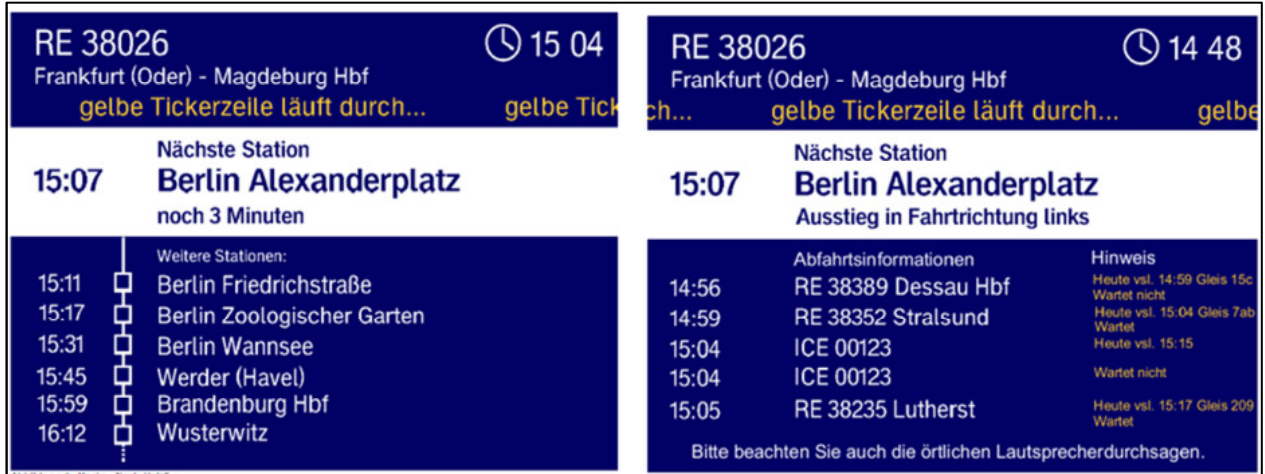 RE 38026
15 04
Frankfurt (Oder) - Magdeburg Hbf
gelbe Tickerzeile läuft durch... gelbe Tick
Nächste Station
15:07 Berlin Alexanderplatz
noch 3 Minuten
Weitere Stationen:
15:11 Berlin Friedrichstraße
15:17 Berlin Zoologischer Garten
15:31 Berlin Wannsee
15:45 Werder (Havel)
15:59 Brandenburg Hbf
16:12 Wusterwitz
RE 38026
14 48
Frankfurt (Oder) - Magdeburg Hbf
ch... gelbe Tickerzeile läuft durch... gelbe
Nächste Station
15:07 Berlin Alexanderplatz
Ausstieg in Fahrtrichtung links
Abfahrtsinformationen Hinweis
14:56 RE 38389 Dessau Hbf Heute vsl. 14:59 Gleis 15c
Wartet nicht
14:59 RE 38352 Stralsund Heute vsl. 15:04 Gleis 7ab
Wartet
15:04 ICE 00123 Heute vsl. 15:15
15:04 ICE 00123 Wartet nicht
15:05 RE 38235 Lutherst Heute vsl. 15:17 Gleis 209
Wartet
Bitte beachten Sie auch die örtlichen Lautsprecherdurchsagen.